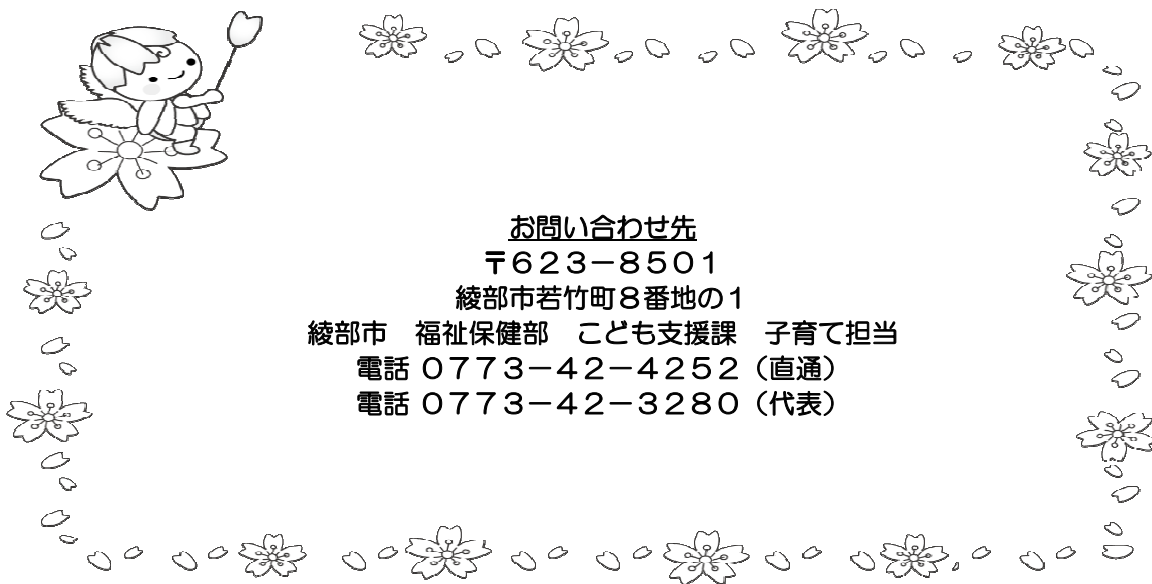 お問い合わせ先
〒６２３－８５０１
綾部市若竹町８番地の１
綾部市　福祉保健部　こども支援課　子育て担当
電話 ０７７３－４２－４２５２（直通）
電話 ０７７３－４２－３２８０（代表）